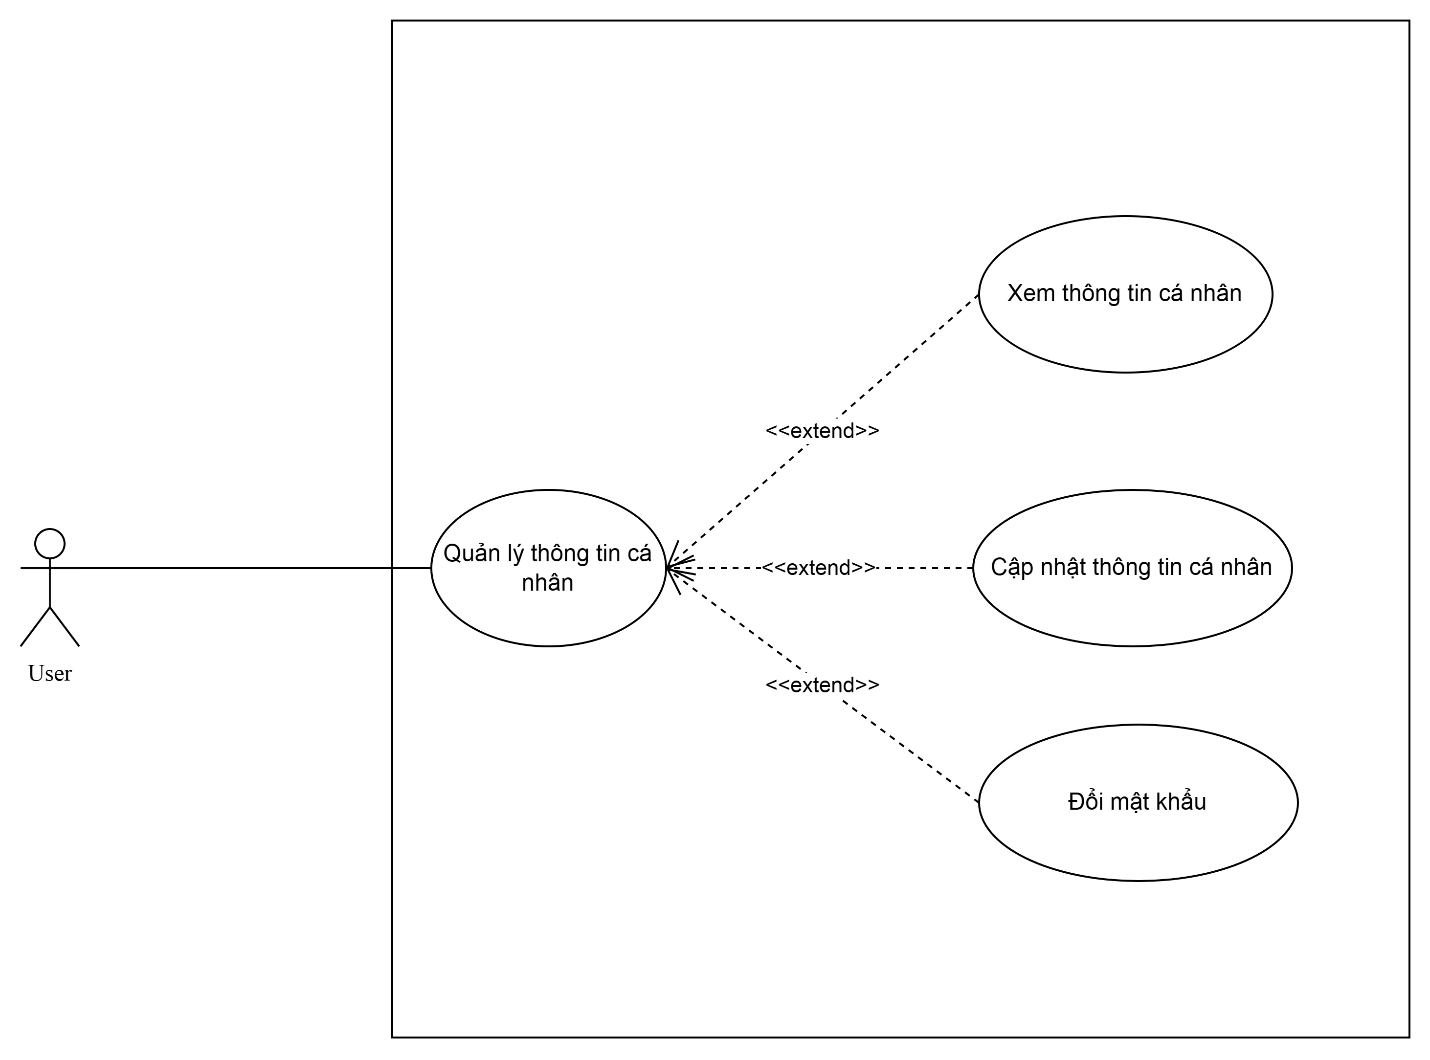 Xem thông tin cá nhân
<<extend>>
Quản lý thông tin cá
nhân
<<extend>>
Cập nhật thông tin cá nhân
User
<<extend>>
Đổi mật khẩu